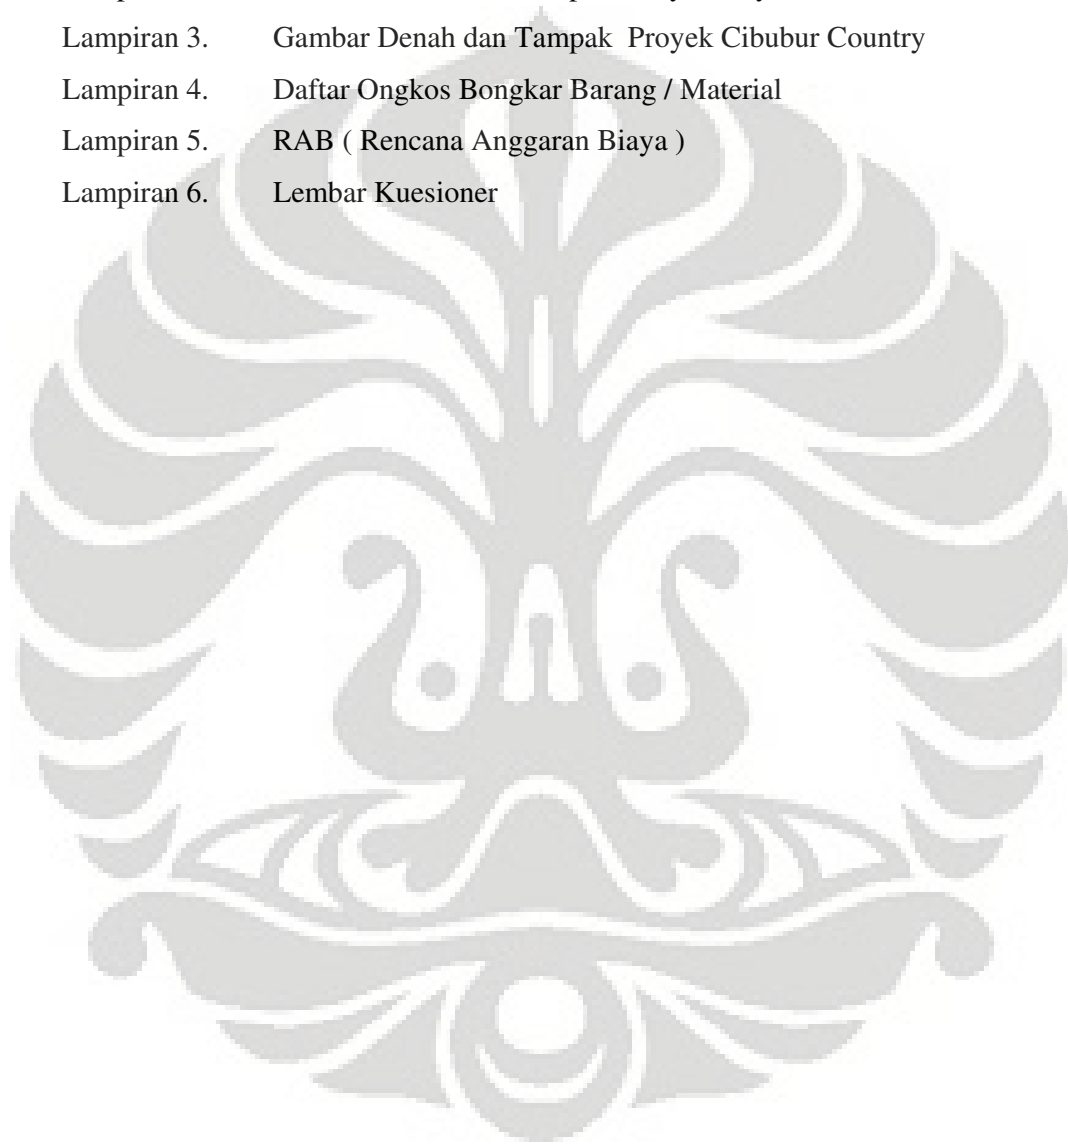 Lampiran 3. Gambar Denah dan Tampak Proyek Cibubur Country
Lampiran 4. Daftar Ongkos Bongkar Barang / Material
Lampiran 5. RAB ( Rencana Anggaran Biaya )
Lampiran 6. Lembar Kuesioner